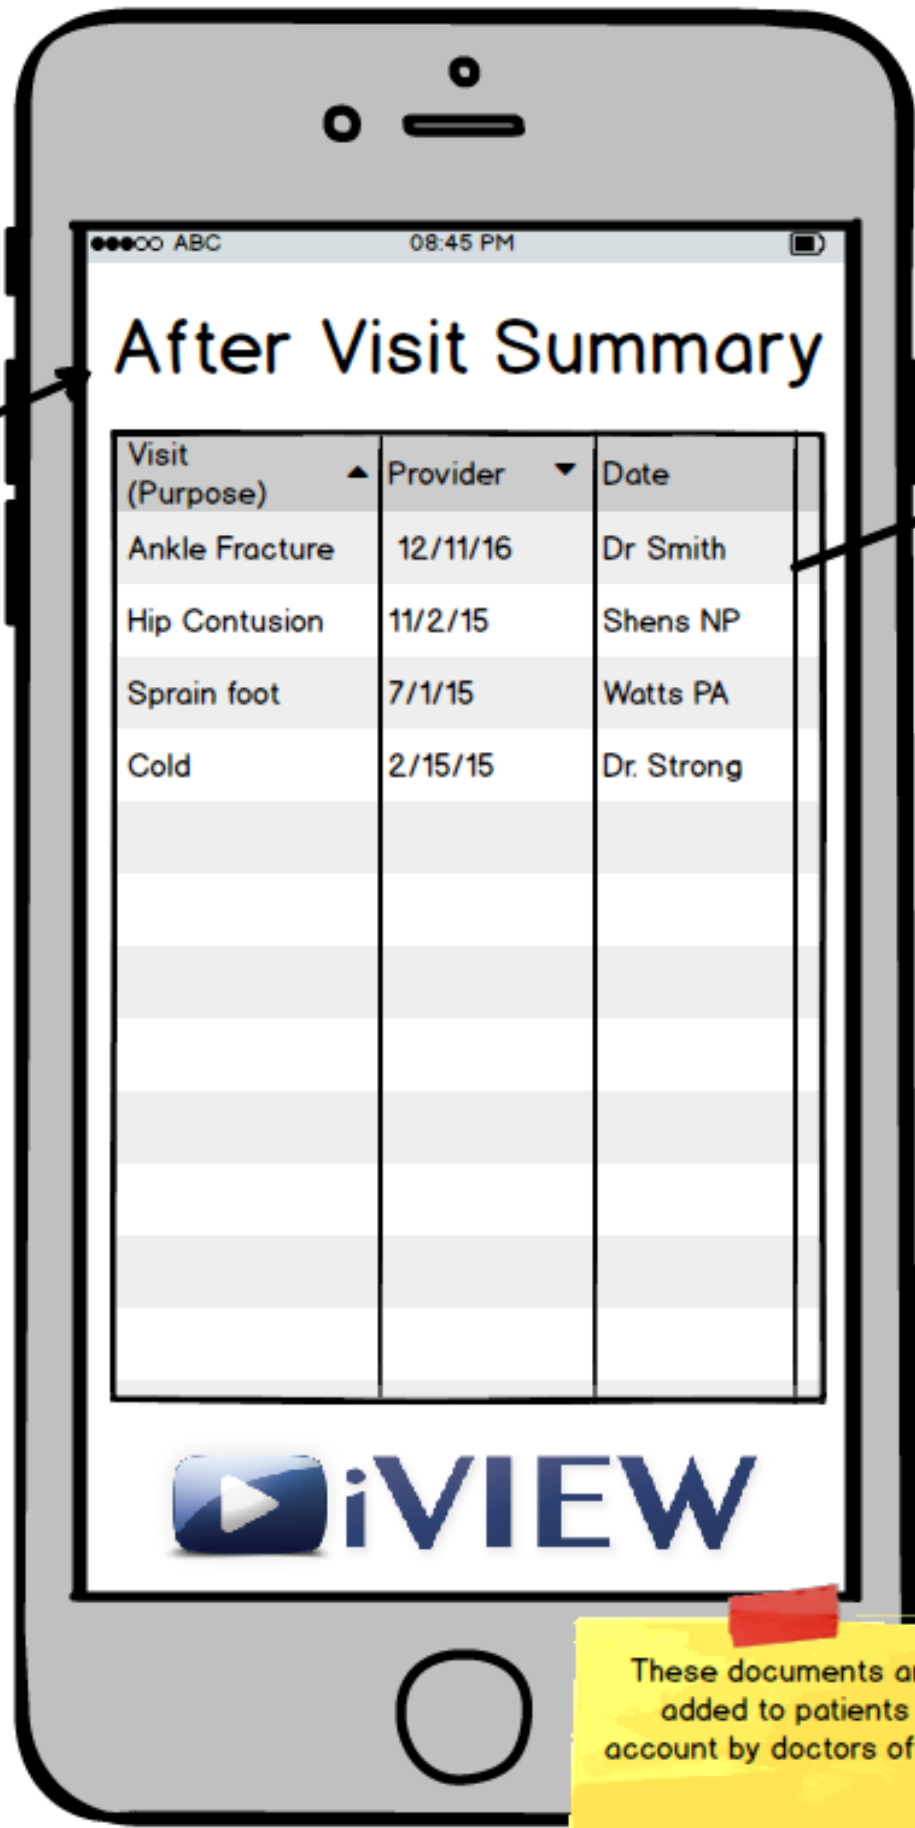 ABC 08:45 PM
After Visit Summary
Visit
(Purpose) Provider Date
Ankle Fracture 12/11/16 Dr Smith
Hip Contusion 11/2/15 Shens NP
Sprain foot 7/1/15 Watts PA
Cold 2/15/15 Dr. Strong
iVIEW
These documents
added to patients
account by doctors of